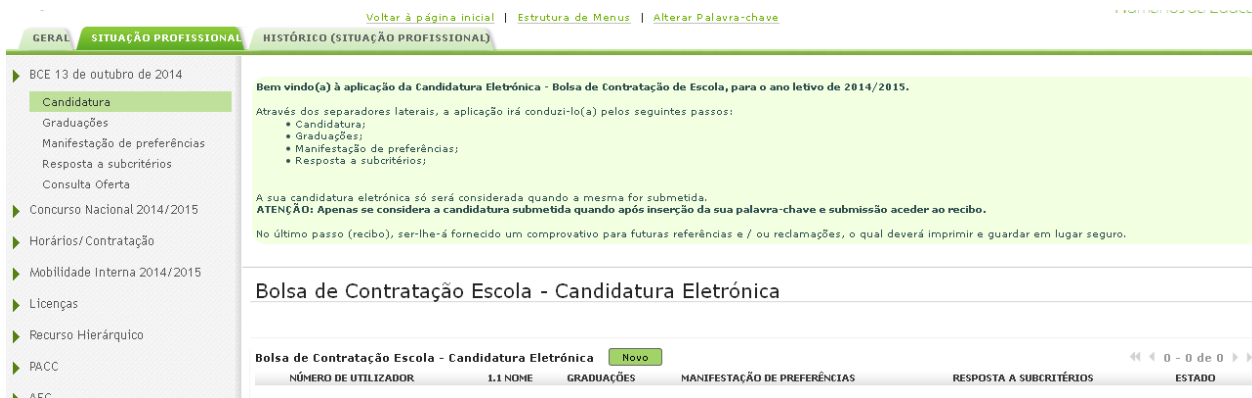 Voltar à página inicial | Estrutura de Menus | Alterar Palavra-chave
GERAL SITUAÇÃO PROFISSIONAL HISTÓRICO (SITUAÇÃO PROFISSIONAL)
BCE 13 de outubro de 2014
Candidatura
Graduações
Manifestação de preferências
Resposta a subcritérios
Consulta Oferta
Concurso Nacional 2014/2015
Horários/Contratação
Mobilidade Interna 2014/2015
Licenças
Recurso Hierárquico
PACC
AEC
Bem vindo(a) à aplicação da Candidatura Eletrónica - Bolsa de Contratação de Escola, para o ano letivo de 2014/2015.
Através dos separadores laterais, a aplicação irá conduzi-lo(a) pelos seguintes passos:
• Candidatura;
• Graduações;
• Manifestação de preferências;
• Resposta a subcritérios;
A sua candidatura eletrónica só será considerada quando a mesma for submetida.
ATENÇÃO: Apenas se considera a candidatura submetida quando após inserção da sua palavra-chave e submissão aceder ao recibo.
No último passo (recibo), ser-lhe-á fornecido um comprovativo para futuras referências e / ou reclamações, o qual deverá imprimir e guardar em lugar seguro.
Bolsa de Contratação Escola - Candidatura Eletrónica
Bolsa de Contratação Escola - Candidatura Eletrónica Novo 0 - 0 de 0
NÚMERO DE UTILIZADOR 1.1 NOME GRADUAÇÕES MANIFESTAÇÃO DE PREFERÊNCIAS RESPOSTA A SUBCRITÉRIOS ESTADO